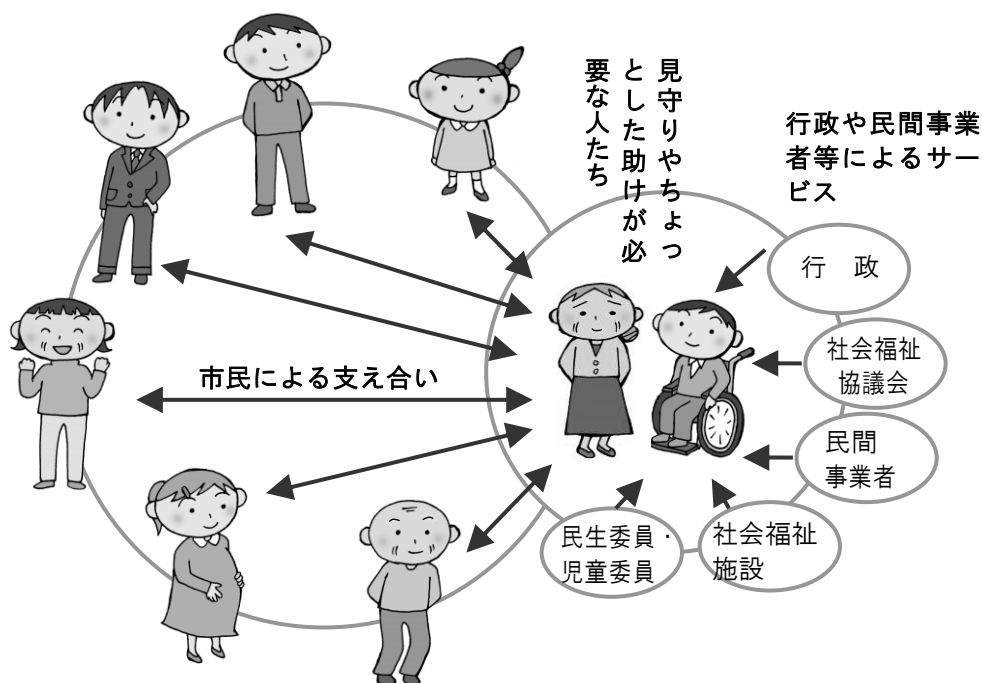 見守りやちょっ
とした助けが必
要な人たち
行政や民間事業
者等によるサー
ビス
行　政
社会福祉
協議会
市民による支え合い
民間
事業者
民生委員・
児童委員
社会福祉
施設